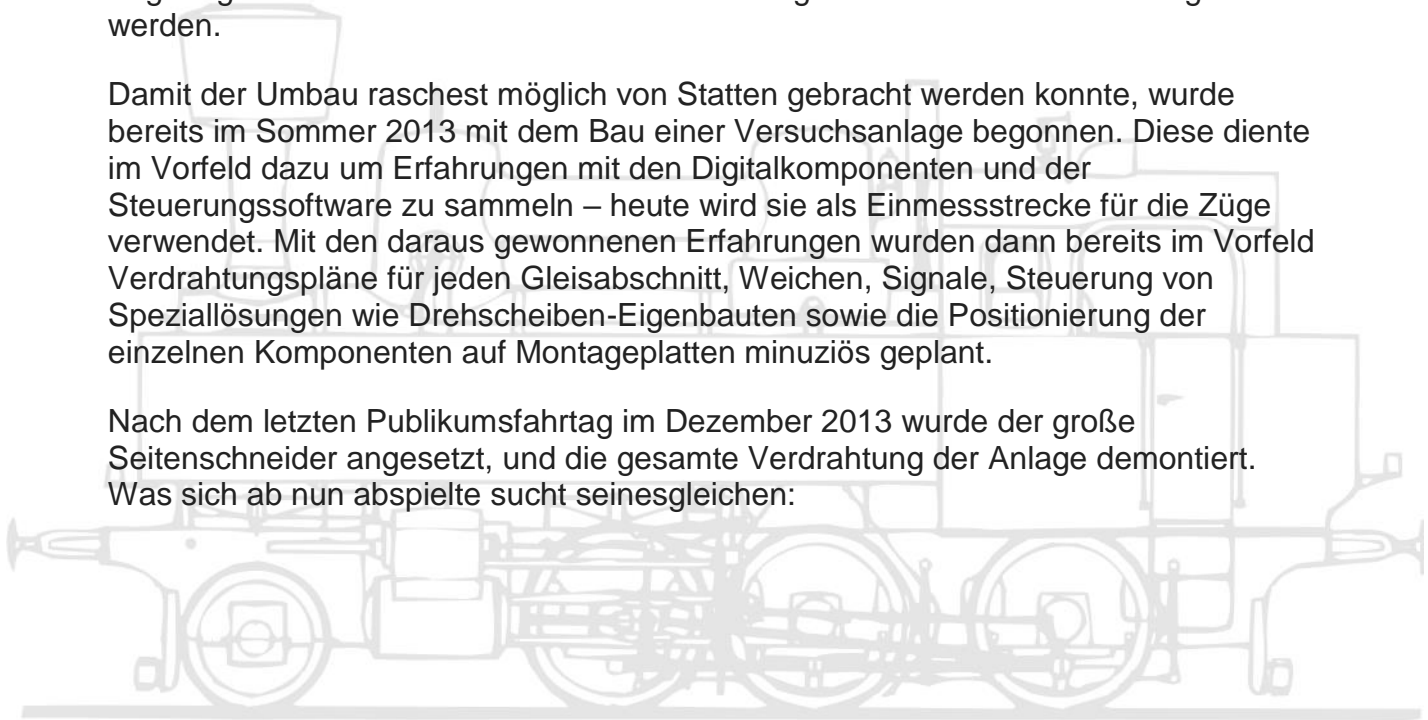 werden.
Damit der Umbau raschest möglich von Statten gebracht werden konnte, wurde
bereits im Sommer 2013 mit dem Bau einer Versuchsanlage begonnen. Diese diente
im Vorfeld dazu um Erfahrungen mit den Digitalkomponenten und der
Steuerungssoftware zu sammeln – heute wird sie als Einmessstrecke für die Züge
verwendet. Mit den daraus gewonnenen Erfahrungen wurden dann bereits im Vorfeld
Verdrahtungspläne für jeden Gleisabschnitt, Weichen, Signale, Steuerung von
Speziallösungen wie Drehscheiben-Eigenbauten sowie die Positionierung der
einzelnen Komponenten auf Montageplatten minuziös geplant.
Nach dem letzten Publikumsfahrtag im Dezember 2013 wurde der große
Seitenschneider angesetzt, und die gesamte Verdrahtung der Anlage demontiert.
Was sich ab nun abspielte sucht seinesgleichen: